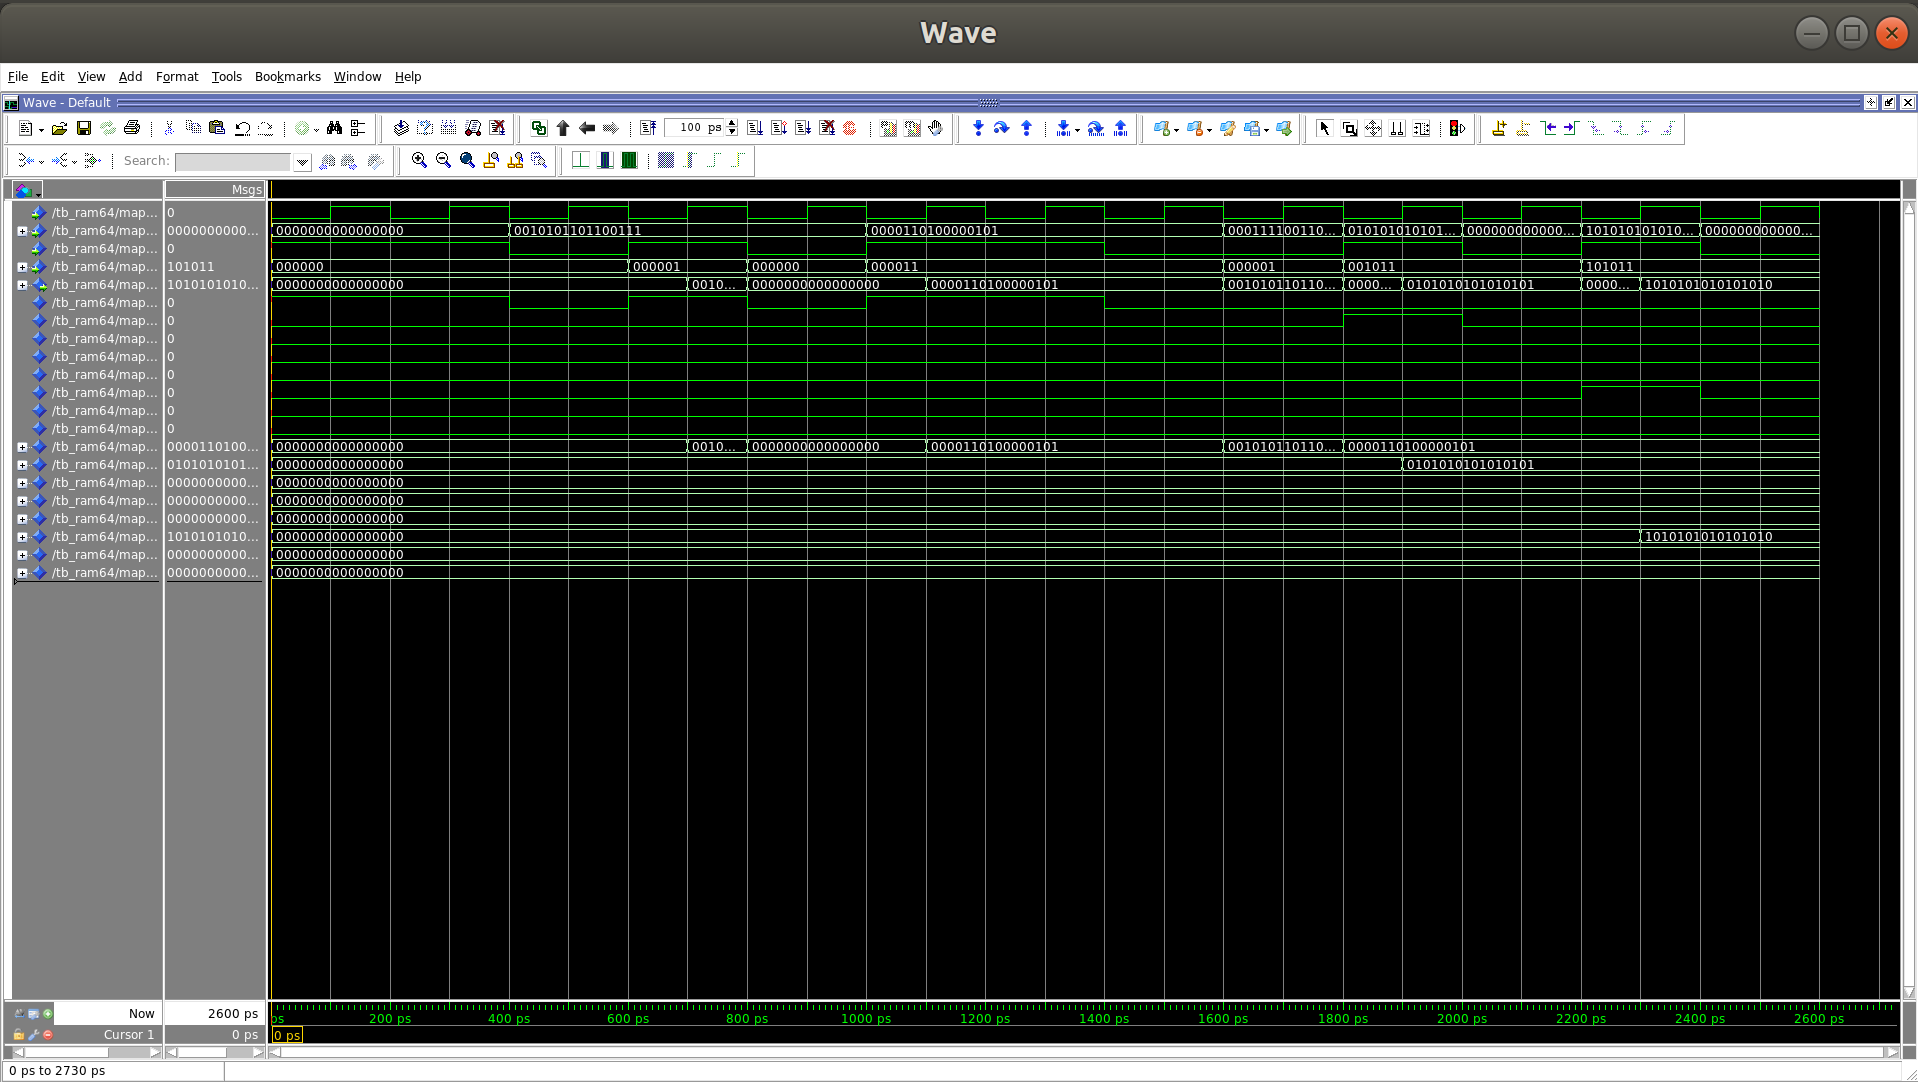 Wave
File Edit View Add Format Tools Bookmarks Window Help
Wave - Default
100 ps
Search:
Msgs
/tb_ram64/map... 0
/tb_ram64/map... 0000000000... 0000000000000000 0010101101100111 0000110100000101 000111100110... 010101010101... 000000000000... 101010101010... 000000000000...
/tb_ram64/map... 0
/tb_ram64/map... 101011 000000 000001 000000 000011 000001 001011 101011
/tb_ram64/map... 1010101010... 0000000000000000 0010... 0000000000000000 0000110100000101 001010110110... 0000... 0101010101010101 0000... 1010101010101010
/tb_ram64/map... 0
/tb_ram64/map... 0
/tb_ram64/map... 0
/tb_ram64/map... 0
/tb_ram64/map... 0
/tb_ram64/map... 0
/tb_ram64/map... 0
/tb_ram64/map... 0
/tb_ram64/map... 0000110100... 0000000000000000 0010... 0000000000000000 0000110100000101 001010110110... 0000110100000101
/tb_ram64/map... 0101010101... 0000000000000000 0101010101010101
/tb_ram64/map... 0000000000... 0000000000000000
/tb_ram64/map... 0000000000... 0000000000000000
/tb_ram64/map... 0000000000... 0000000000000000
/tb_ram64/map... 1010101010... 0000000000000000 1010101010101010
/tb_ram64/map... 0000000000... 0000000000000000
/tb_ram64/map... 0000000000... 0000000000000000
Now 2600 ps ps 200 ps 400 ps 600 ps 800 ps 1000 ps 1200 ps 1400 ps 1600 ps 1800 ps 2000 ps 2200 ps 2400 ps 2600 ps
Cursor 1 0 ps 0 ps
0 ps to 2730 ps